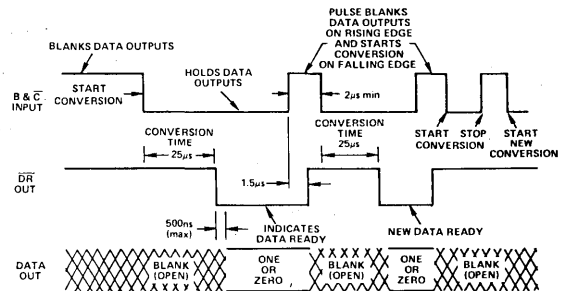 BLANKS DATA OUTPUTS
PULSE BLANKS
DATA OUTPUTS
ON RISING EDGE
AND STARTS
CONVERSION
ON FALLING EDGE
B & C̅
INPUT
START
CONVERSION
HOLDS DATA
OUTPUTS
2μs min
CONVERSION
TIME
25μs
CONVERSION
TIME
25μs
START
CONVERSION
STOP
START
NEW
CONVERSION
D̅R̅
OUT
1.5μs
500ns
(max)
INDICATES
DATA READY
NEW DATA READY
DATA
OUT
BLANK
(OPEN)
ONE
OR
ZERO
BLANK
(OPEN)
ONE
OR
ZERO
BLANK
(OPEN)